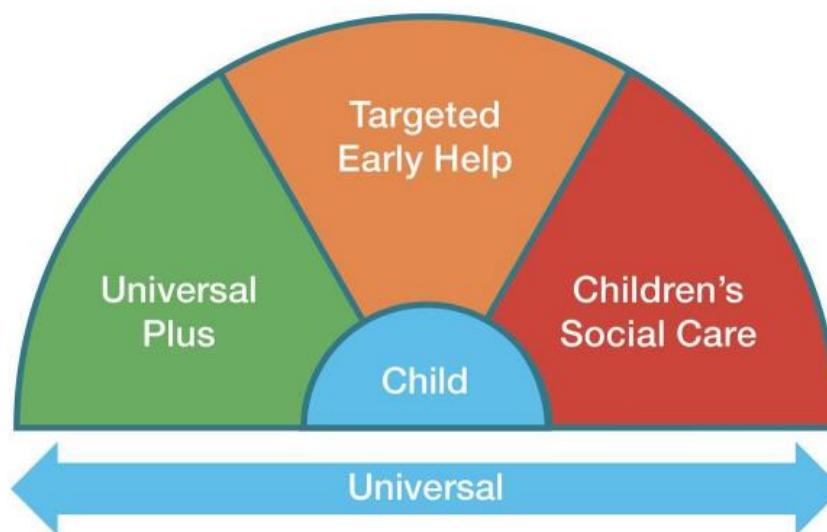 Targeted
Early Help
Universal
Plus
Children’s
Social Care
Child
Universal